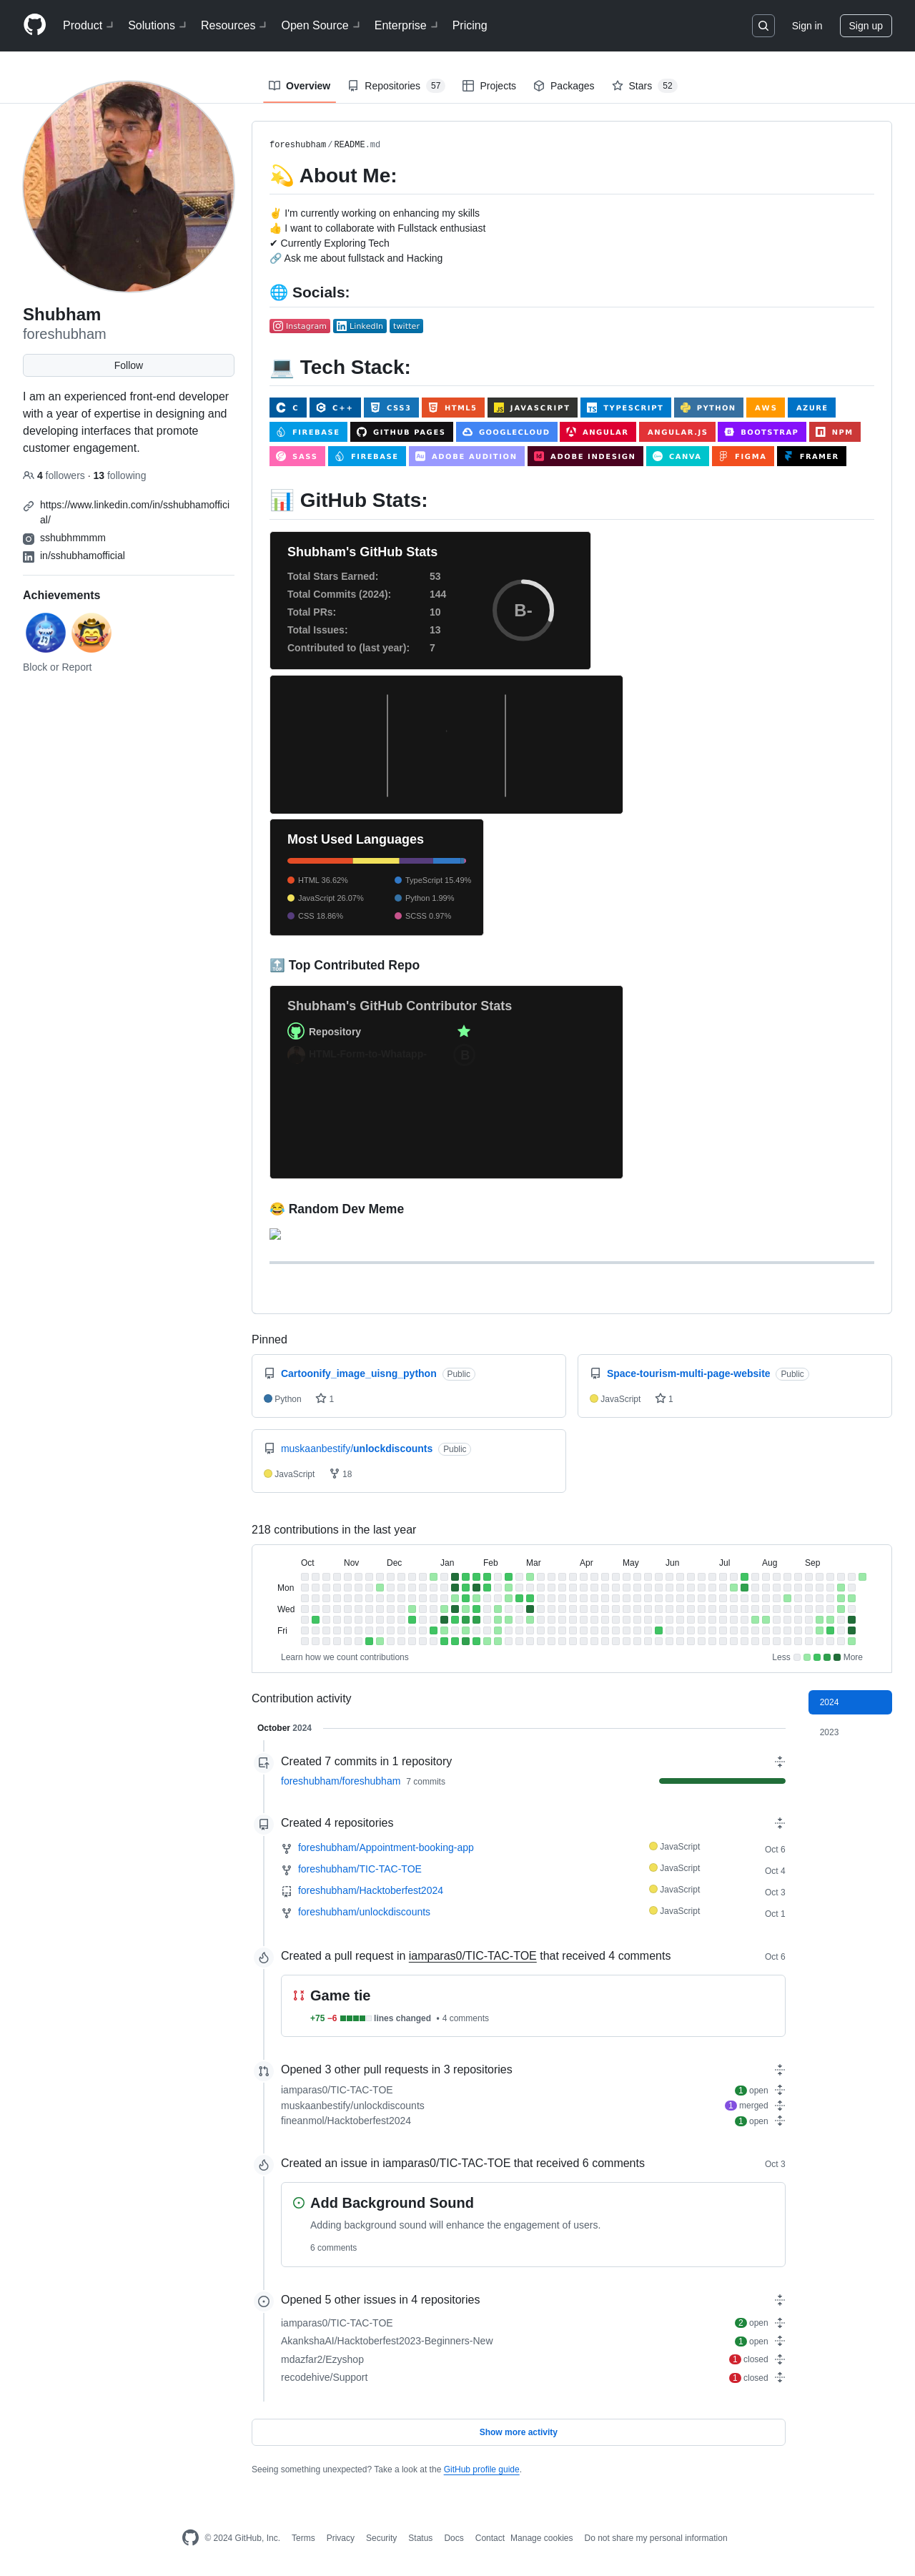 Product Solutions Resources Open Source Enterprise Pricing Sign in Sign up
Overview Repositories 57 Projects Packages Stars 52
Shubham
foreshubham
Follow
I am an experienced front-end developer
with a year of expertise in designing and
developing interfaces that promote
customer engagement.
4 followers · 13 following
https://www.linkedin.com/in/sshubhamoffici
al/
sshubhmmmm
in/sshubhamofficial
Achievements
Block or Report
foreshubham/README.md
💫 About Me:
✌️ I'm currently working on enhancing my skills
👍 I want to collaborate with Fullstack enthusiast
✔ Currently Exploring Tech
🔗 Ask me about fullstack and Hacking
🌐 Socials:
Instagram LinkedIn twitter
💻 Tech Stack:
C C++ CSS3 HTML5 JAVASCRIPT TYPESCRIPT PYTHON AWS AZURE
FIREBASE GITHUB PAGES GOOGLECLOUD ANGULAR ANGULAR.JS BOOTSTRAP NPM
SASS FIREBASE ADOBE AUDITION ADOBE INDESIGN CANVA FIGMA FRAMER
📊 GitHub Stats:
Shubham's GitHub Stats
Total Stars Earned: 53
Total Commits (2024): 144
Total PRs: 10
Total Issues: 13
Contributed to (last year): 7
B-
Most Used Languages
HTML 36.62% TypeScript 15.49%
JavaScript 26.07% Python 1.99%
CSS 18.86% SCSS 0.97%
🔝 Top Contributed Repo
Shubham's GitHub Contributor Stats
Repository
😂 Random Dev Meme
Pinned
Cartoonify_image_uisng_python Public
Python 1
Space-tourism-multi-page-website Public
JavaScript 1
muskaanbestify/unlockdiscounts Public
JavaScript 18
218 contributions in the last year
Oct Nov Dec Jan Feb Mar Apr May Jun Jul Aug Sep
Mon
Wed
Fri
Learn how we count contributions Less More
Contribution activity
2024
2023
October 2024
Created 7 commits in 1 repository
foreshubham/foreshubham 7 commits
Created 4 repositories
foreshubham/Appointment-booking-app JavaScript Oct 6
foreshubham/TIC-TAC-TOE JavaScript Oct 4
foreshubham/Hacktoberfest2024 JavaScript Oct 3
foreshubham/unlockdiscounts JavaScript Oct 1
Created a pull request in iamparas0/TIC-TAC-TOE that received 4 comments Oct 6
Game tie
+75 −6 lines changed • 4 comments
Opened 3 other pull requests in 3 repositories
iamparas0/TIC-TAC-TOE 1 open
muskaanbestify/unlockdiscounts 1 merged
fineanmol/Hacktoberfest2024 1 open
Created an issue in iamparas0/TIC-TAC-TOE that received 6 comments Oct 3
Add Background Sound
Adding background sound will enhance the engagement of users.
6 comments
Opened 5 other issues in 4 repositories
iamparas0/TIC-TAC-TOE 2 open
AkankshaAI/Hacktoberfest2023-Beginners-New 1 open
mdazfar2/Ezyshop 1 closed
recodehive/Support 1 closed
Show more activity
Seeing something unexpected? Take a look at the GitHub profile guide.
© 2024 GitHub, Inc. Terms Privacy Security Status Docs Contact Manage cookies Do not share my personal information